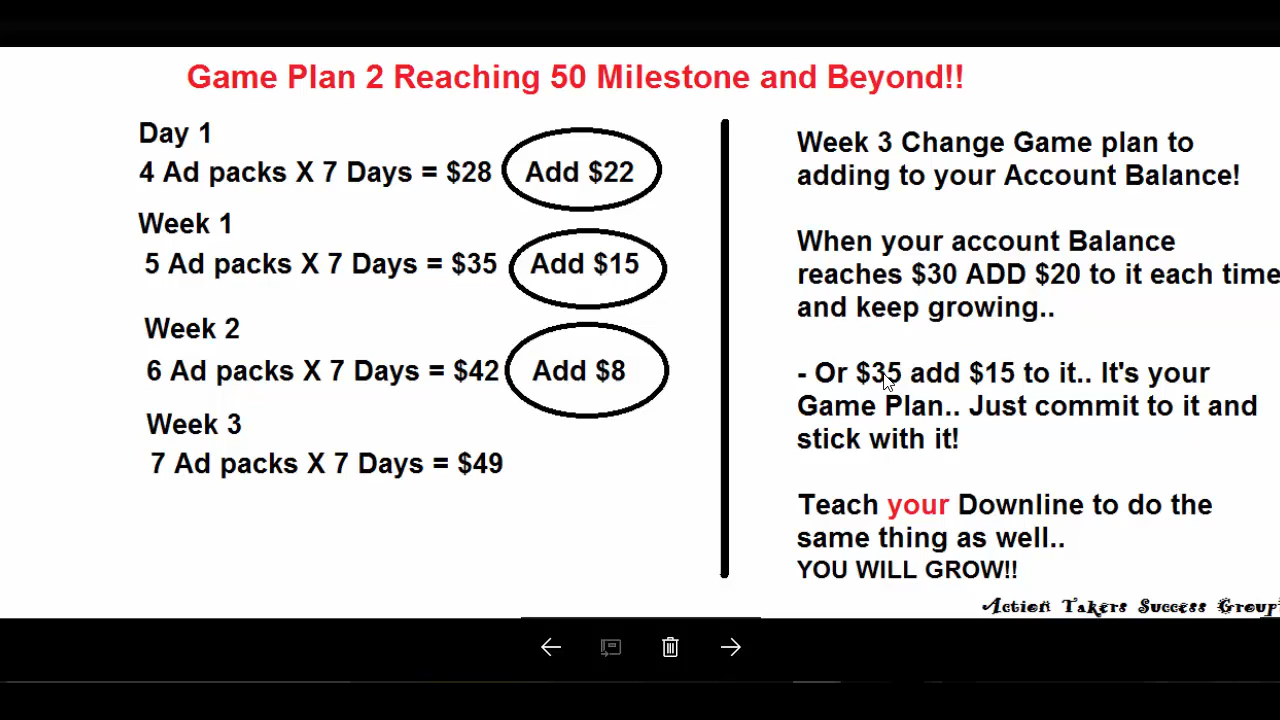 Game Plan 2 Reaching 50 Milestone and Beyond!!
Day 1
4 Ad packs X 7 Days = $28 Add $22
Week 1
5 Ad packs X 7 Days = $35 Add $15
Week 2
6 Ad packs X 7 Days = $42 Add $8
Week 3
7 Ad packs X 7 Days = $49
Week 3 Change Game plan to
adding to your Account Balance!
When your account Balance
reaches $30 ADD $20 to it each time
and keep growing..
- Or $35 add $15 to it.. It's your
Game Plan.. Just commit to it and
stick with it!
Teach your Downline to do the
same thing as well..
YOU WILL GROW!!
Action Takers Success Group